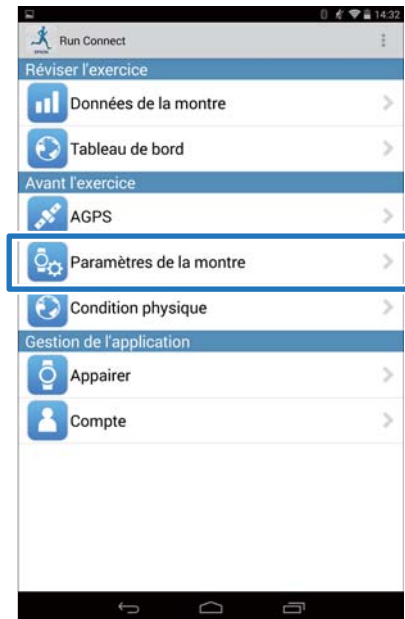 14:32
EPSON
Run Connect
Réviser l'exercice
Données de la montre
Tableau de bord
Avant l'exercice
AGPS
Paramètres de la montre
Condition physique
Gestion de l'application
Appairer
Compte